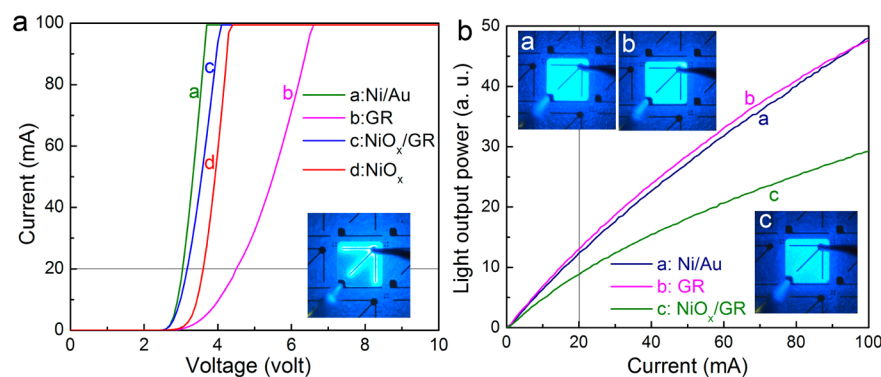 a
100
80
60
40
20
0
Current (mA)
0
2
4
6
8
10
Voltage (volt)
a
c
d
b
a:Ni/Au
b:GR
c:NiOx/GR
d:NiOx
b
50
40
30
20
10
0
Light output power (a. u.)
0
20
40
60
80
100
Current (mA)
a
b
b
a
c
c
a: Ni/Au
b: GR
c: NiOx/GR